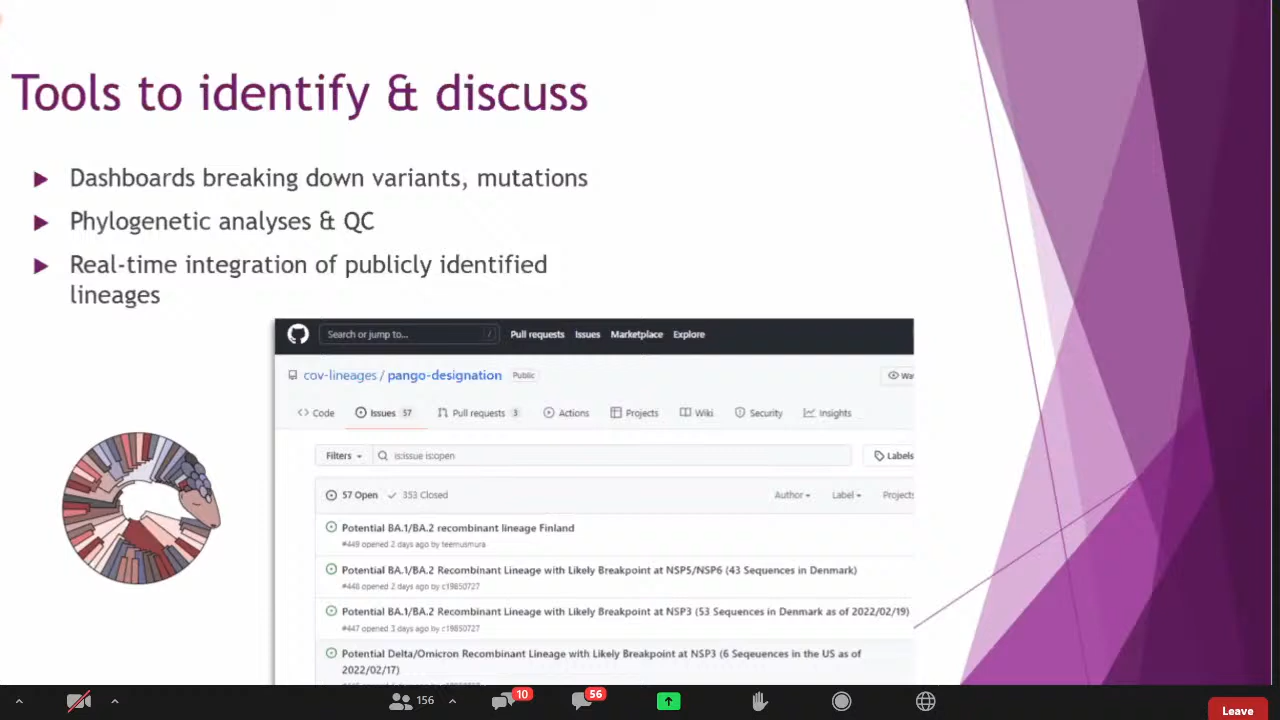 Tools to identify & discuss
Dashboards breaking down variants, mutations
Phylogenetic analyses & QC
Real-time integration of publicly identified
lineages
Search or jump to... /
Pull requests Issues Marketplace Explore
cov-lineages / pango-designation Public
Code Issues 57 Pull requests 3 Actions Projects Wiki Security Insights
Filters is:issue is:open Labels
57 Open 353 Closed Author Label Projects
Potential BA.1/BA.2 recombinant lineage Finland
#449 opened 2 days ago by teemusmura
Potential BA.1/BA.2 Recombinant Lineage with Likely Breakpoint at NSP5/NSP6 (43 Sequences in Denmark)
#448 opened 2 days ago by c19850727
Potential BA.1/BA.2 Recombinant Lineage with Likely Breakpoint at NSP3 (53 Sequences in Denmark as of 2022/02/19)
#447 opened 3 days ago by c19850727
Potential Delta/Omicron Recombinant Lineage with Likely Breakpoint at NSP3 (6 Seqeuences in the US as of
2022/02/17)
156 10 56
Leave